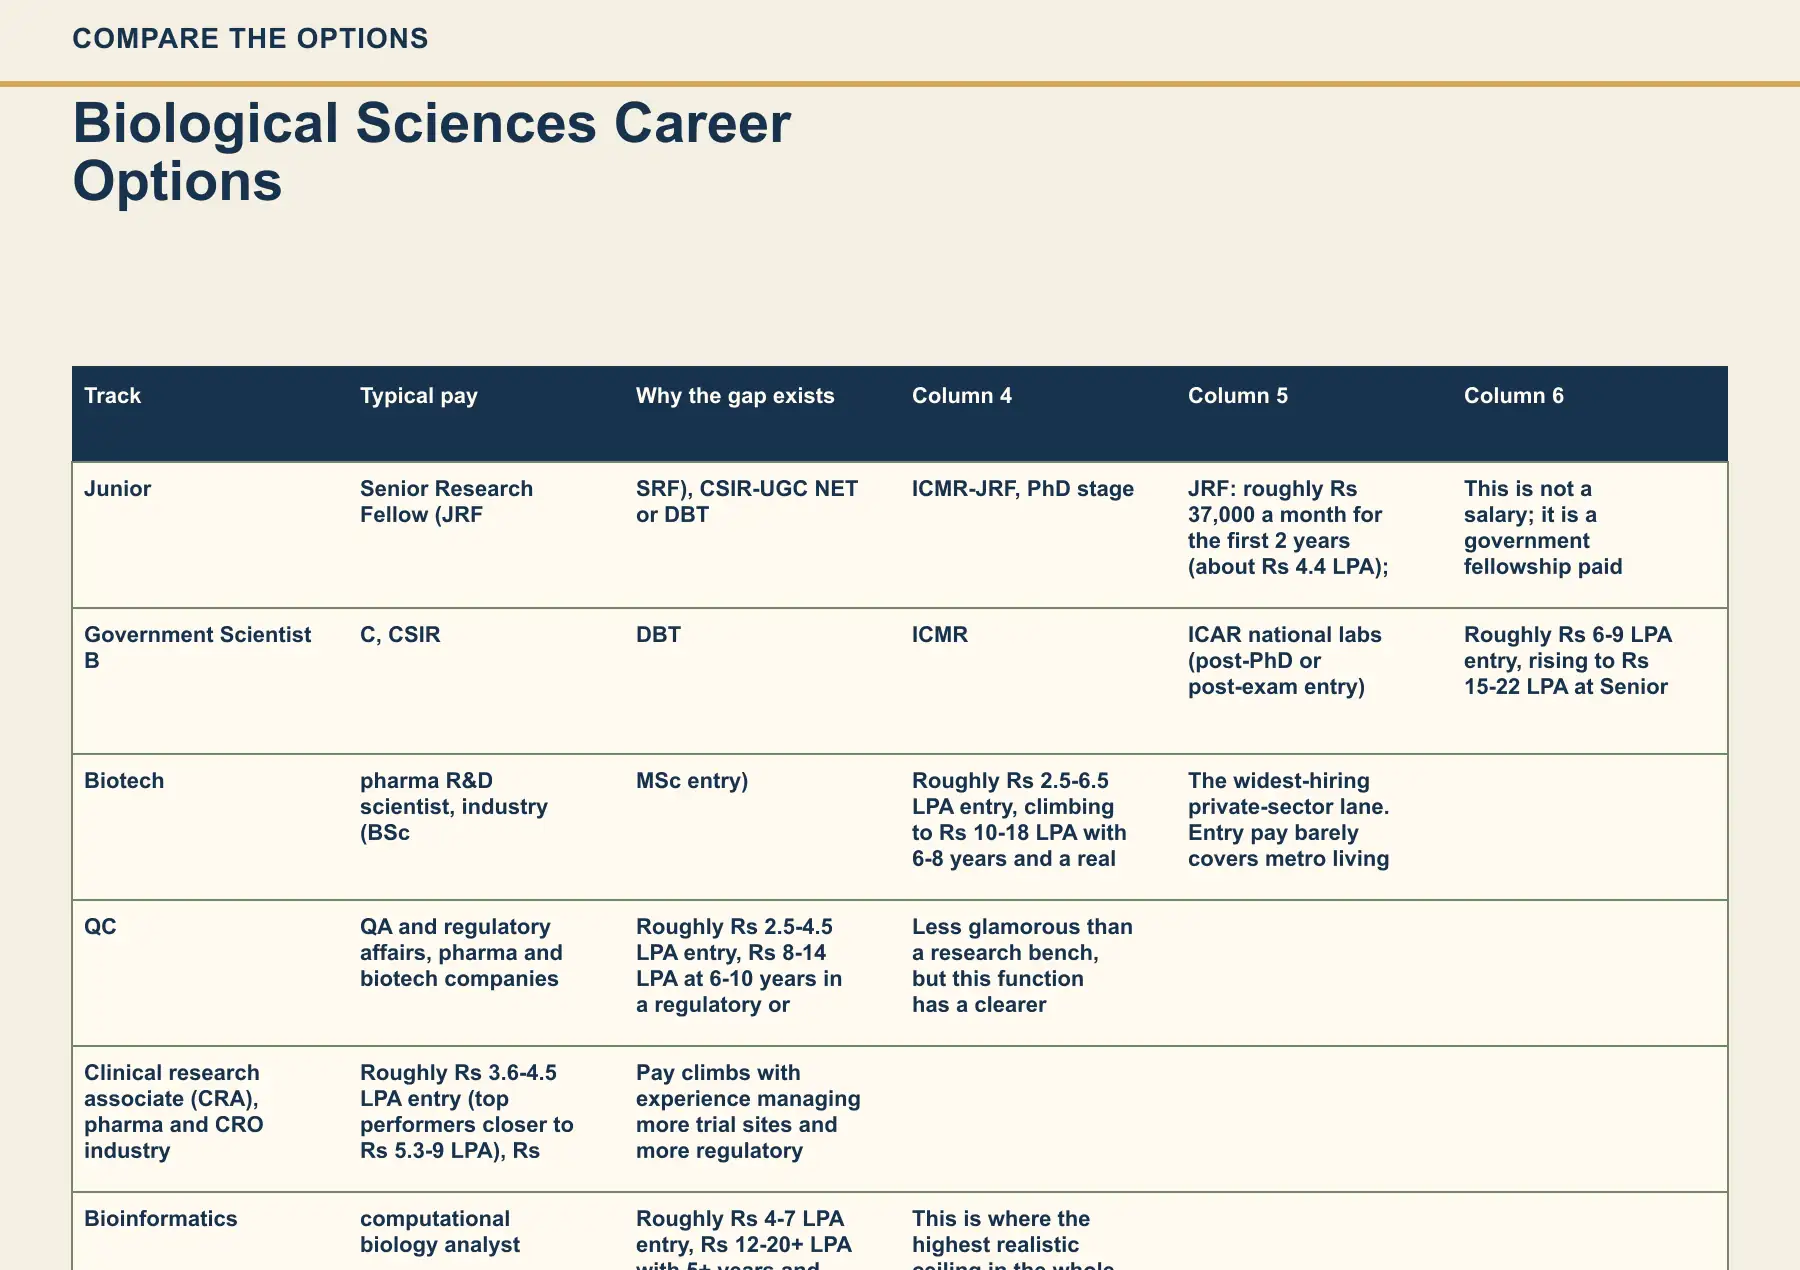 COMPARE THE OPTIONS
Biological Sciences Career
Options
Track
Typical pay
Why the gap exists
Column 4
Column 5
Column 6
Junior
Senior Research
Fellow (JRF
SRF), CSIR-UGC NET
or DBT
ICMR-JRF, PhD stage
JRF: roughly Rs
37,000 a month for
the first 2 years
(about Rs 4.4 LPA);
This is not a
salary; it is a
government
fellowship paid
Government Scientist
B
C, CSIR
DBT
ICMR
ICAR national labs
(post-PhD or
post-exam entry)
Roughly Rs 6-9 LPA
entry, rising to Rs
15-22 LPA at Senior
Biotech
pharma R&D
scientist, industry
(BSc
MSc entry)
Roughly Rs 2.5-6.5
LPA entry, climbing
to Rs 10-18 LPA with
6-8 years and a real
The widest-hiring
private-sector lane.
Entry pay barely
covers metro living
QC
QA and regulatory
affairs, pharma and
biotech companies
Roughly Rs 2.5-4.5
LPA entry, Rs 8-14
LPA at 6-10 years in
a regulatory or
Less glamorous than
a research bench,
but this function
has a clearer
Clinical research
associate (CRA),
pharma and CRO
industry
Roughly Rs 3.6-4.5
LPA entry (top
performers closer to
Rs 5.3-9 LPA), Rs
Pay climbs with
experience managing
more trial sites and
more regulatory
Bioinformatics
computational
biology analyst
Roughly Rs 4-7 LPA
entry, Rs 12-20+ LPA
with 5+ years and
This is where the
highest realistic
ceiling in the whole